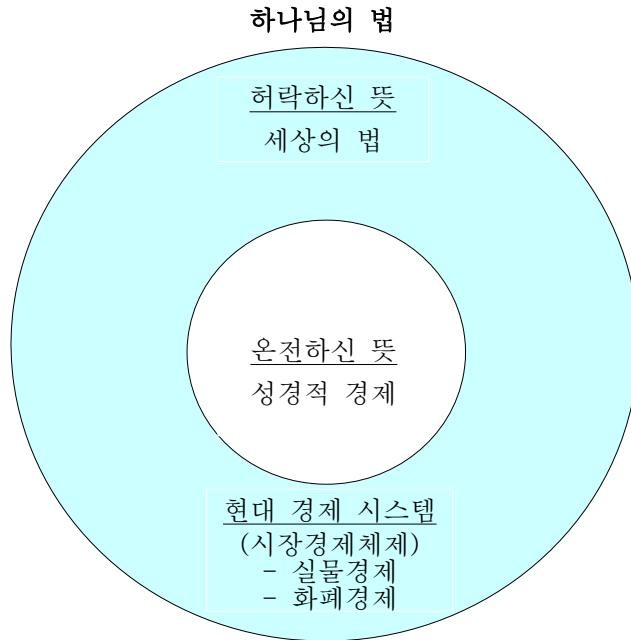 하나님의 법
허락하신 뜻
세상의 법
온전하신 뜻
성경적 경제
현대 경제 시스템
(시장경제체제)
- 실물경제
- 화폐경제